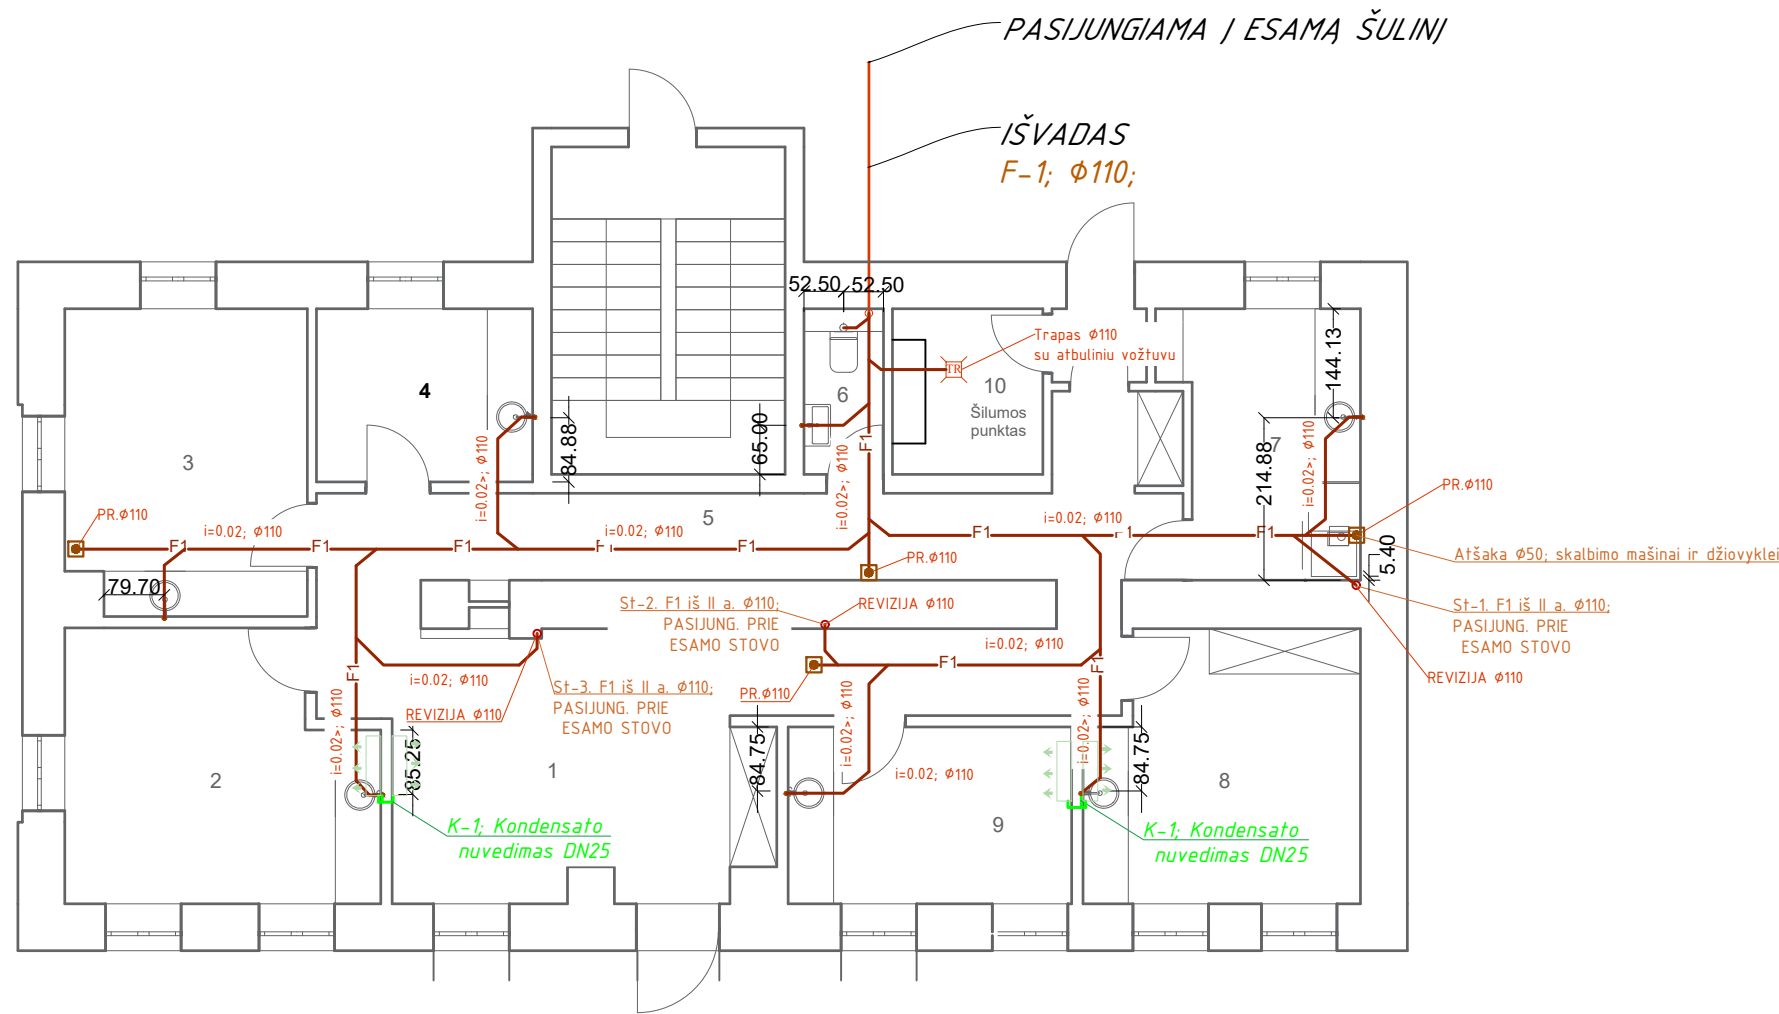 PASIJUNGIAMA Į ESAMĄ ŠULINĮ
IŠVADAS
F-1; Φ110;
52.50
52.50
Trapas Φ110
su atbuliniu vožtuvu
TR
144.13
4
6
10
Šilumos
punktas
84.88
65.00
F1
i=0.02>; Φ110
i=0.02>; Φ110
i=0.02>; Φ110
214.88
7
3
PR.Φ110
PR.Φ110
5
i=0.02; Φ110
i=0.02; Φ110
i=0.02; Φ110
F1
F1
F1
F1
F1
F1
F1
F1
PR.Φ110
Atšaka Φ50; skalbimo mašinai ir džiovyklei
5.40
79.70
St-2. F1 iš II a. Φ110;
PASIJUNG. PRIE
ESAMO STOVO
REVIZIJA Φ110
St-1. F1 iš II a. Φ110;
PASIJUNG. PRIE
ESAMO STOVO
REVIZIJA Φ110
i=0.02; Φ110
F1
F1
F1
i=0.02; Φ110
St-3. F1 iš II a. Φ110;
PASIJUNG. PRIE
ESAMO STOVO
REVIZIJA Φ110
PR.Φ110
i=0.02>; Φ110
i=0.02>; Φ110
i=0.02>; Φ110
85.25
84.75
84.75
i=0.02; Φ110
2
1
9
8
K-1; Kondensato
nuvedimas DN25
K-1; Kondensato
nuvedimas DN25